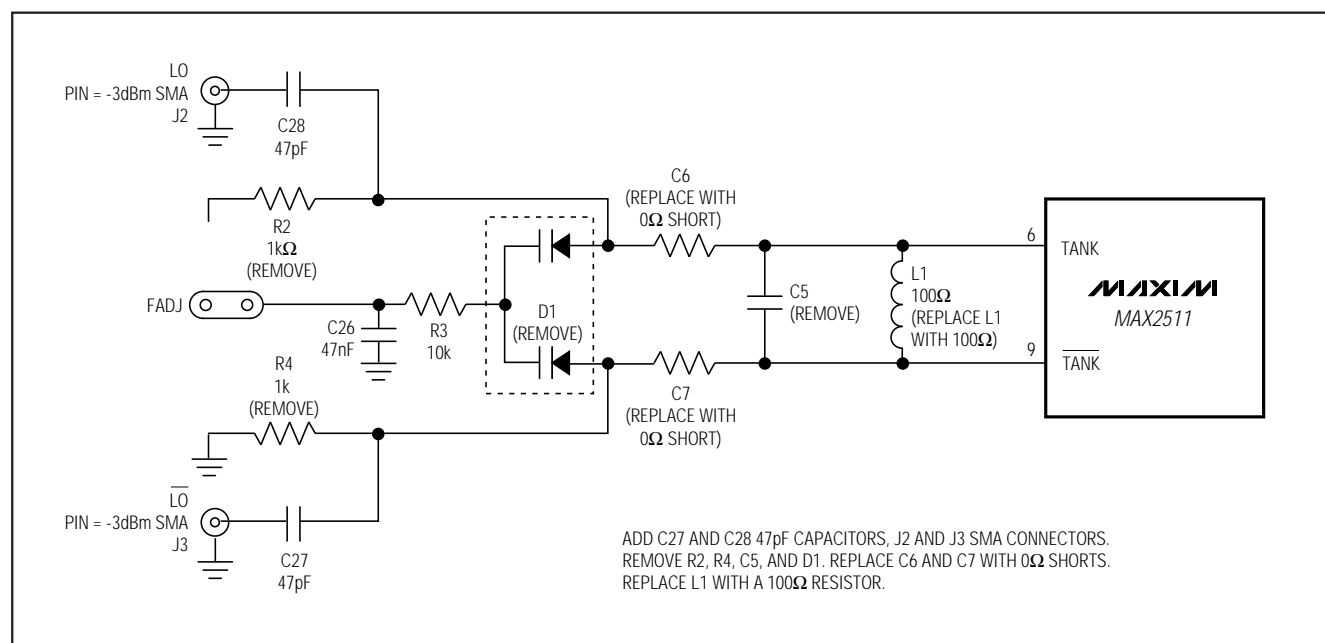 LO
PIN = -3dBm SMA
J2
C28
47pF
R2
1kΩ
(REMOVE)
FADJ
C26
47nF
R3
10k
D1
(REMOVE)
R4
1k
(REMOVE)
L̅O̅
PIN = -3dBm SMA
J3
C27
47pF
C6
(REPLACE WITH
0Ω SHORT)
C5
(REMOVE)
C7
(REPLACE WITH
0Ω SHORT)
L1
100Ω
(REPLACE L1
WITH 100Ω)
6
TANK
MAXIM
MAX2511
9
T̅A̅N̅K̅
ADD C27 AND C28 47pF CAPACITORS, J2 AND J3 SMA CONNECTORS.
REMOVE R2, R4, C5, AND D1. REPLACE C6 AND C7 WITH 0Ω SHORTS.
REPLACE L1 WITH A 100Ω RESISTOR.